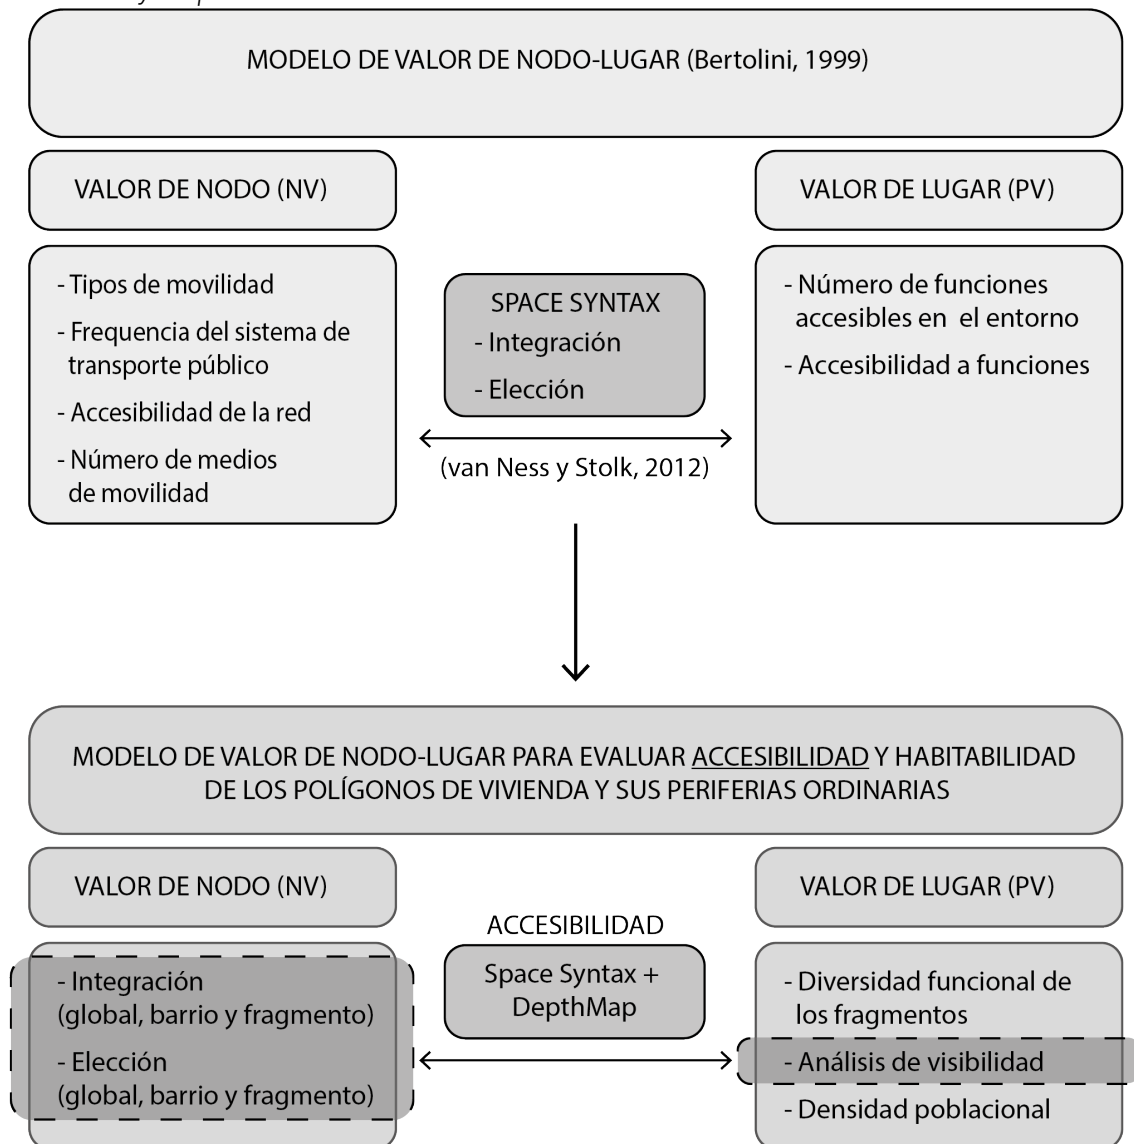 MODELO DE VALOR DE NODO-LUGAR (Bertolini, 1999)
VALOR DE NODO (NV)
- Tipos de movilidad
- Frequencia del sistema de
transporte público
- Accesibilidad de la red
- Número de medios
de movilidad
SPACE SYNTAX
- Integración
- Elección
(van Ness y Stolk, 2012)
VALOR DE LUGAR (PV)
- Número de funciones
accesibles en el entorno
- Accesibilidad a funciones
MODELO DE VALOR DE NODO-LUGAR PARA EVALUAR ACCESIBILIDAD Y HABITABILIDAD
DE LOS POLÍGONOS DE VIVIENDA Y SUS PERIFERIAS ORDINARIAS
VALOR DE NODO (NV)
- Integración
(global, barrio y fragmento)
- Elección
(global, barrio y fragmento)
ACCESIBILIDAD
Space Syntax +
DepthMap
VALOR DE LUGAR (PV)
- Diversidad funcional de
los fragmentos
- Análisis de visibilidad
- Densidad poblacional